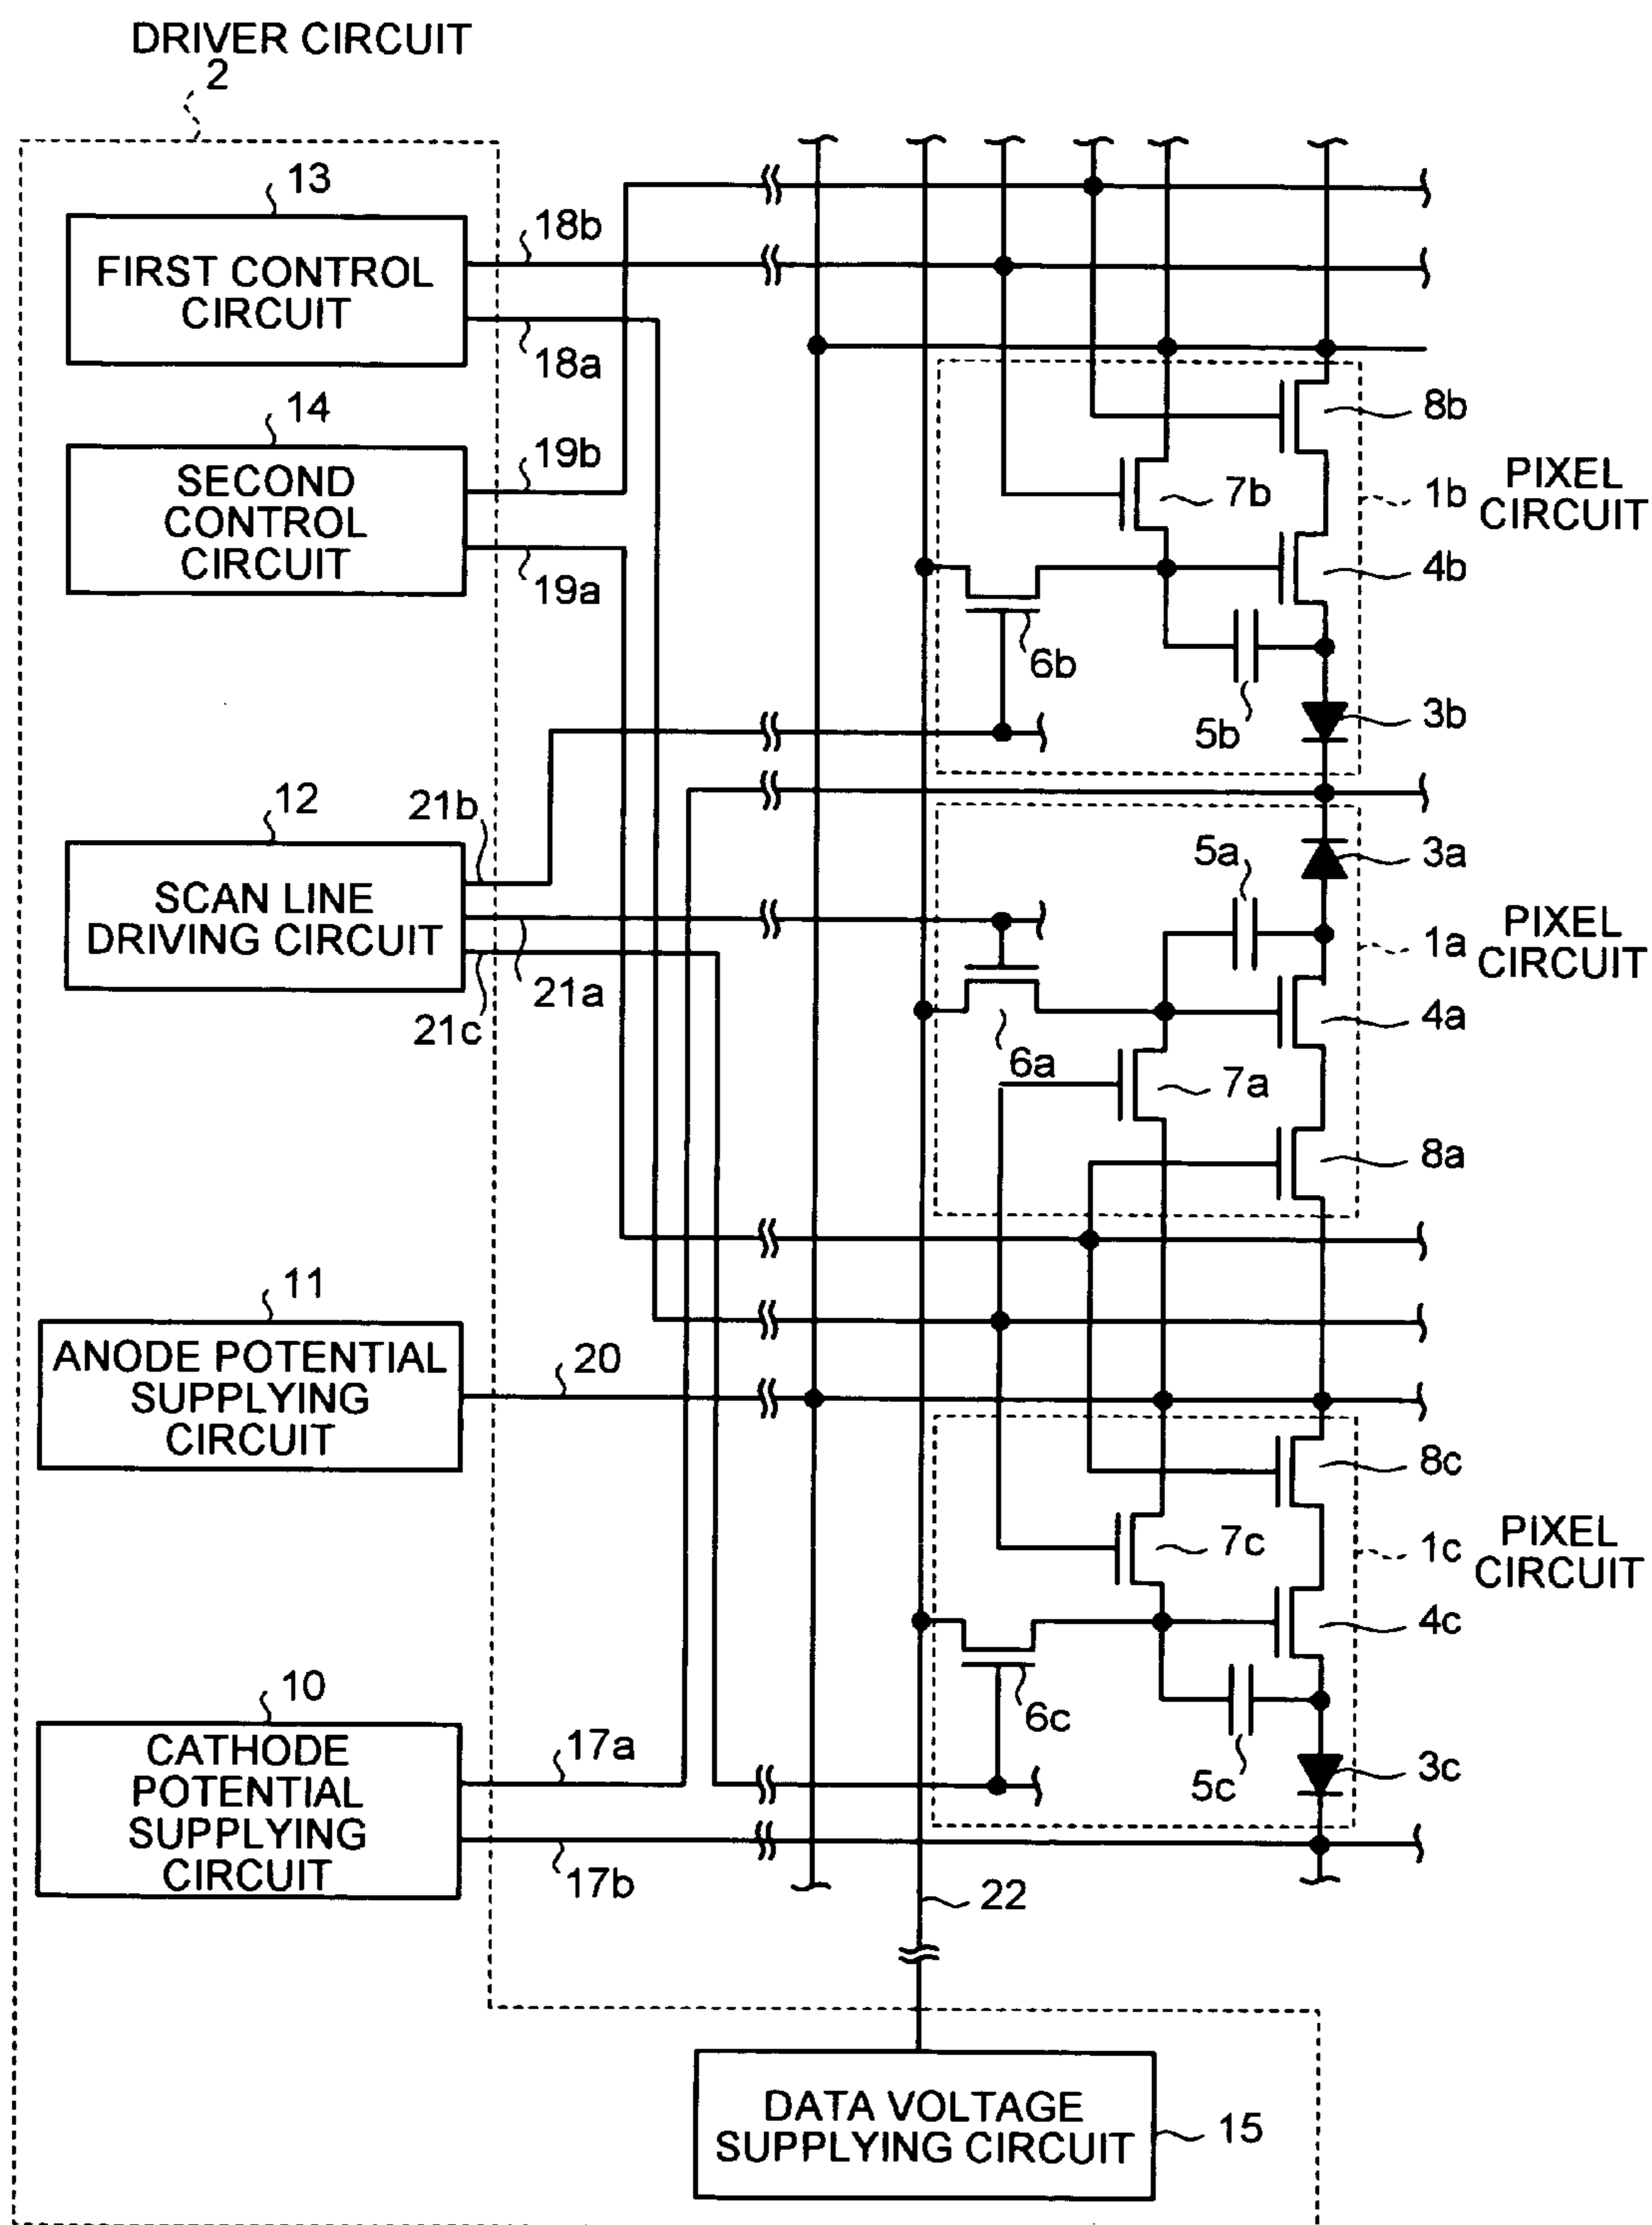 DRIVER CIRCUIT
2
13
FIRST CONTROL
CIRCUIT
18b
18a
14
SECOND
CONTROL
CIRCUIT
19b
19a
8b
7b
1b
PIXEL
CIRCUIT
4b
6b
5b
3b
12
SCAN LINE
DRIVING CIRCUIT
21b
21a
21c
5a
3a
1a
PIXEL
CIRCUIT
4a
6a
7a
8a
11
ANODE POTENTIAL
SUPPLYING
CIRCUIT
20
8c
7c
1c
PIXEL
CIRCUIT
4c
6c
5c
3c
10
CATHODE
POTENTIAL
SUPPLYING
CIRCUIT
17a
17b
22
DATA VOLTAGE
SUPPLYING CIRCUIT
15